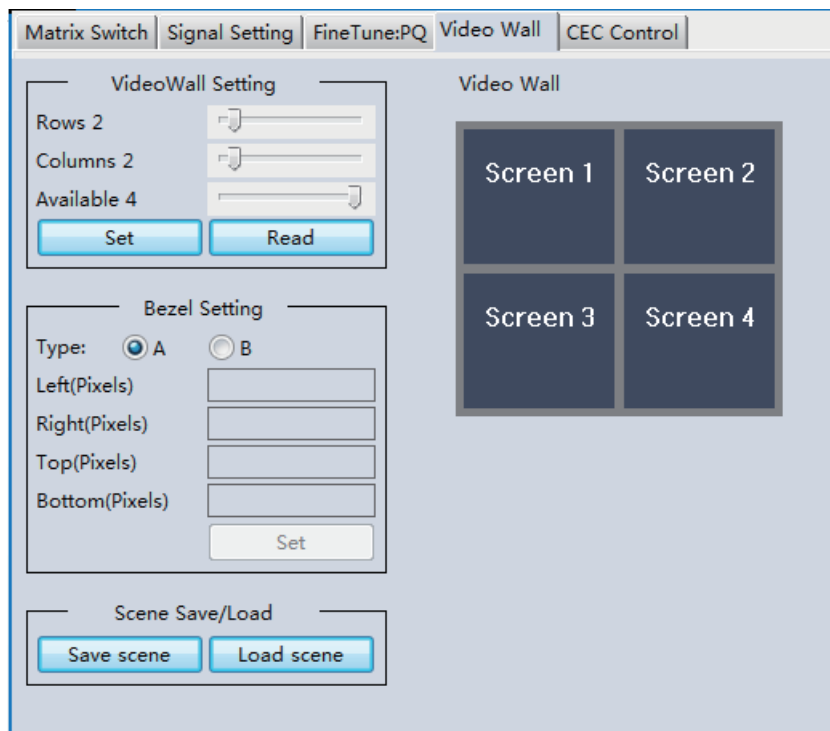 Matrix Switch Signal Setting FineTune:PQ Video Wall CEC Control
VideoWall Setting
Rows 2
Columns 2
Available 4
Set Read
Bezel Setting
Type: A B
Left(Pixels)
Right(Pixels)
Top(Pixels)
Bottom(Pixels)
Set
Scene Save/Load
Save scene Load scene
Video Wall
Screen 1 Screen 2
Screen 3 Screen 4